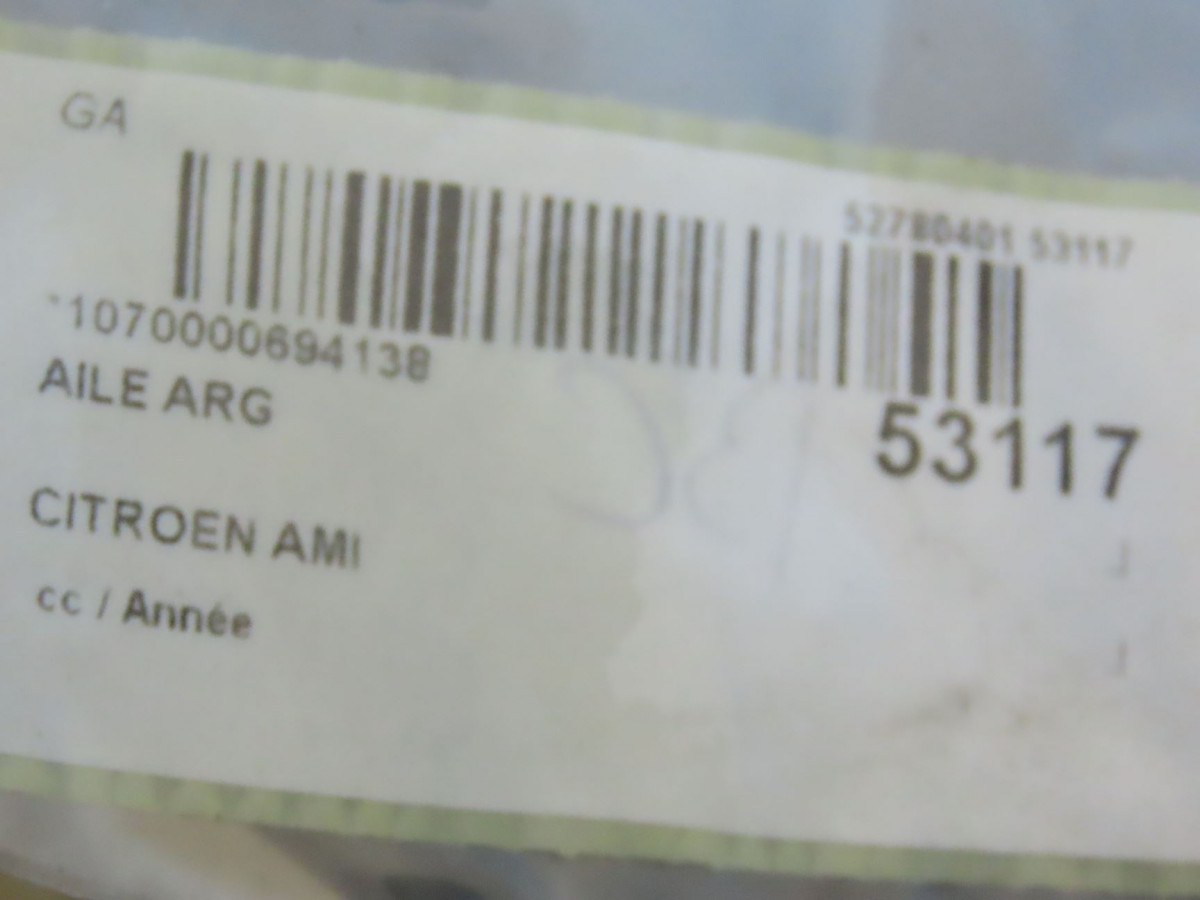 GA
52780401 53117
*1070000694138
53117
AILE ARG
CITROEN AMI
cc / Année